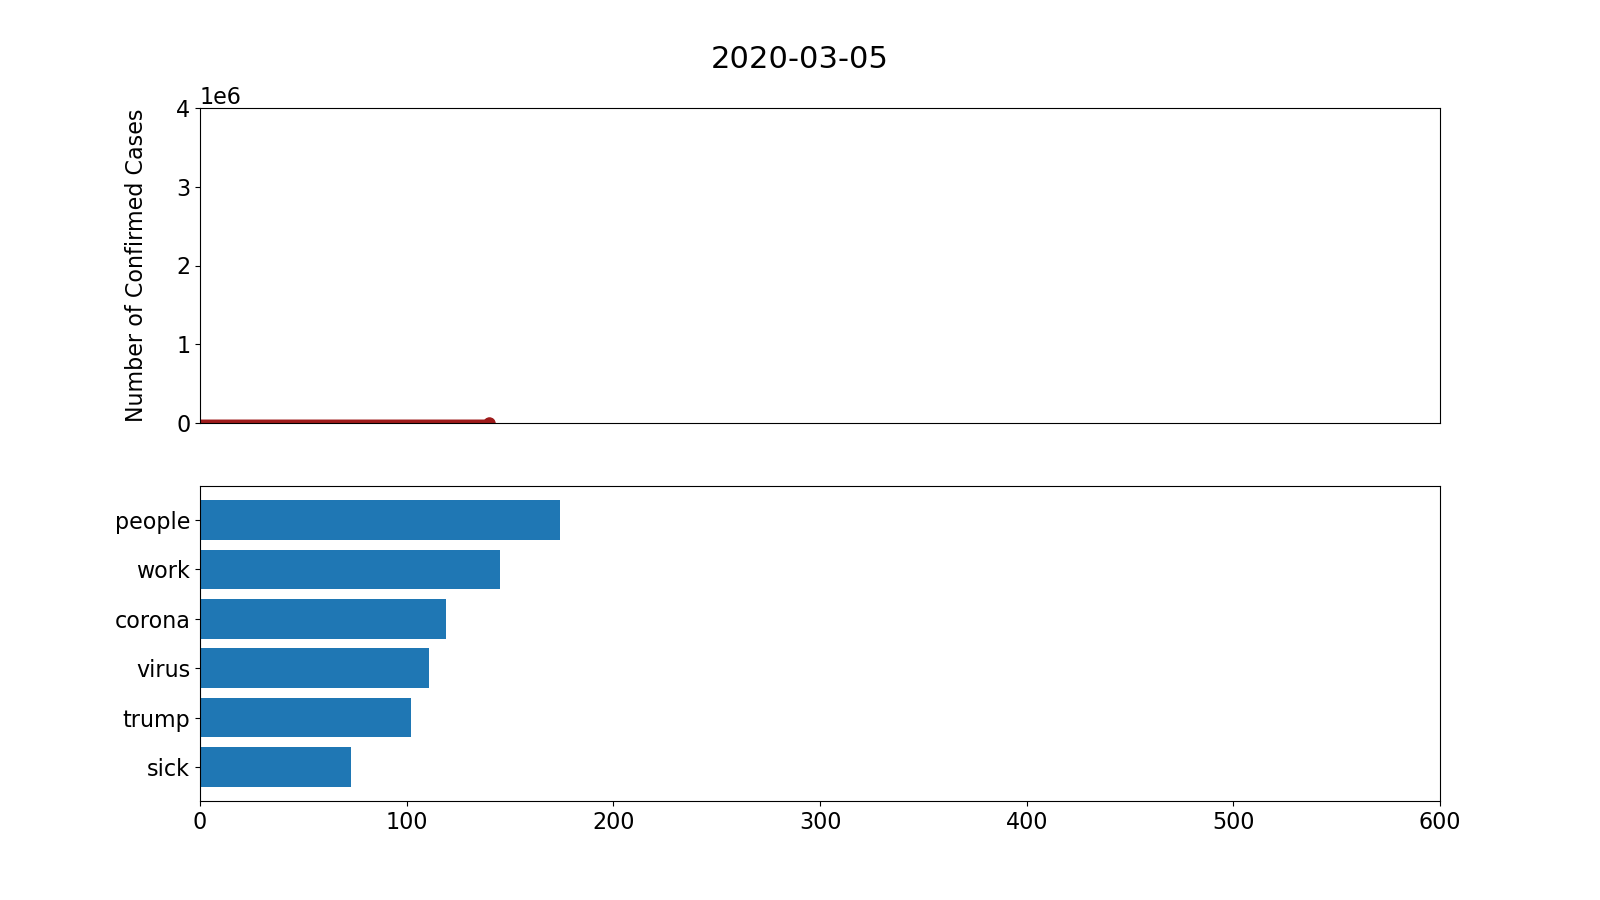 2020-03-05
1e6
4
3
2
1
0
Number of Confirmed Cases
people
work
corona
virus
trump
sick
0 100 200 300 400 500 600